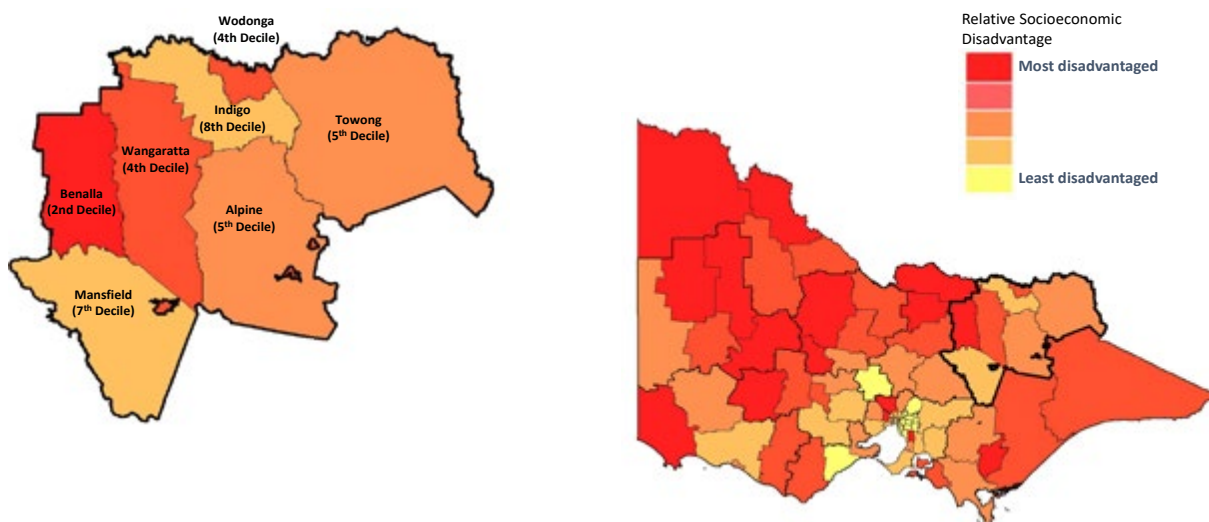 Wodonga
(4th Decile)
Indigo
(8th Decile)
Towong
(5th Decile)
Wangaratta
(4th Decile)
Benalla
(2nd Decile)
Alpine
(5th Decile)
Mansfield
(7th Decile)
Relative Socioeconomic
Disadvantage
Most disadvantaged
Least disadvantaged